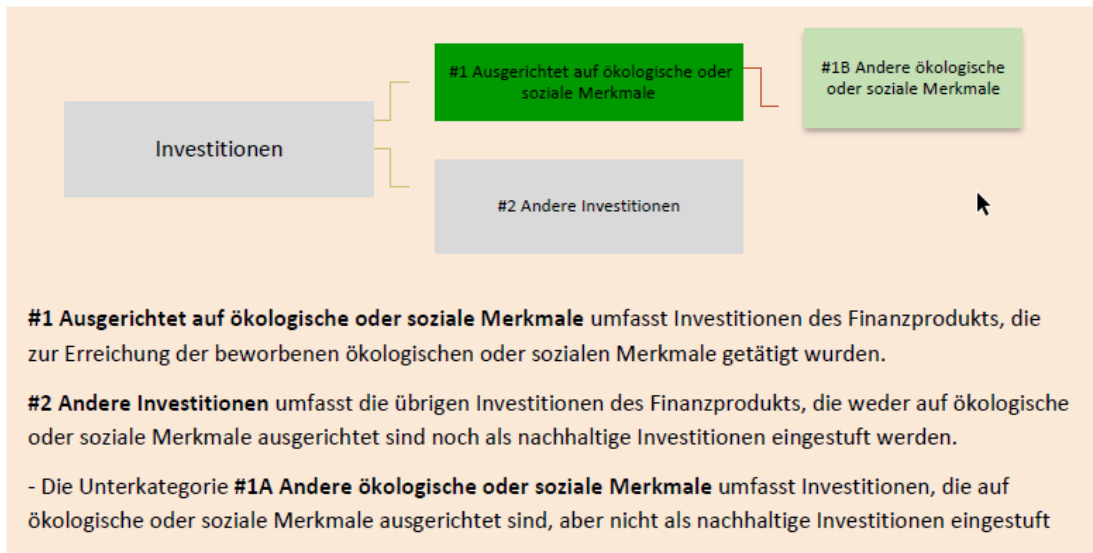 #1 Ausgerichtet auf ökologische oder
soziale Merkmale
#1B Andere ökologische
oder soziale Merkmale
Investitionen
#2 Andere Investitionen
#1 Ausgerichtet auf ökologische oder soziale Merkmale umfasst Investitionen des Finanzprodukts, die
zur Erreichung der beworbenen ökologischen oder sozialen Merkmale getätigt wurden.
#2 Andere Investitionen umfasst die übrigen Investitionen des Finanzprodukts, die weder auf ökologische
oder soziale Merkmale ausgerichtet sind noch als nachhaltige Investitionen eingestuft werden.
- Die Unterkategorie #1A Andere ökologische oder soziale Merkmale umfasst Investitionen, die auf
ökologische oder soziale Merkmale ausgerichtet sind, aber nicht als nachhaltige Investitionen eingestuft